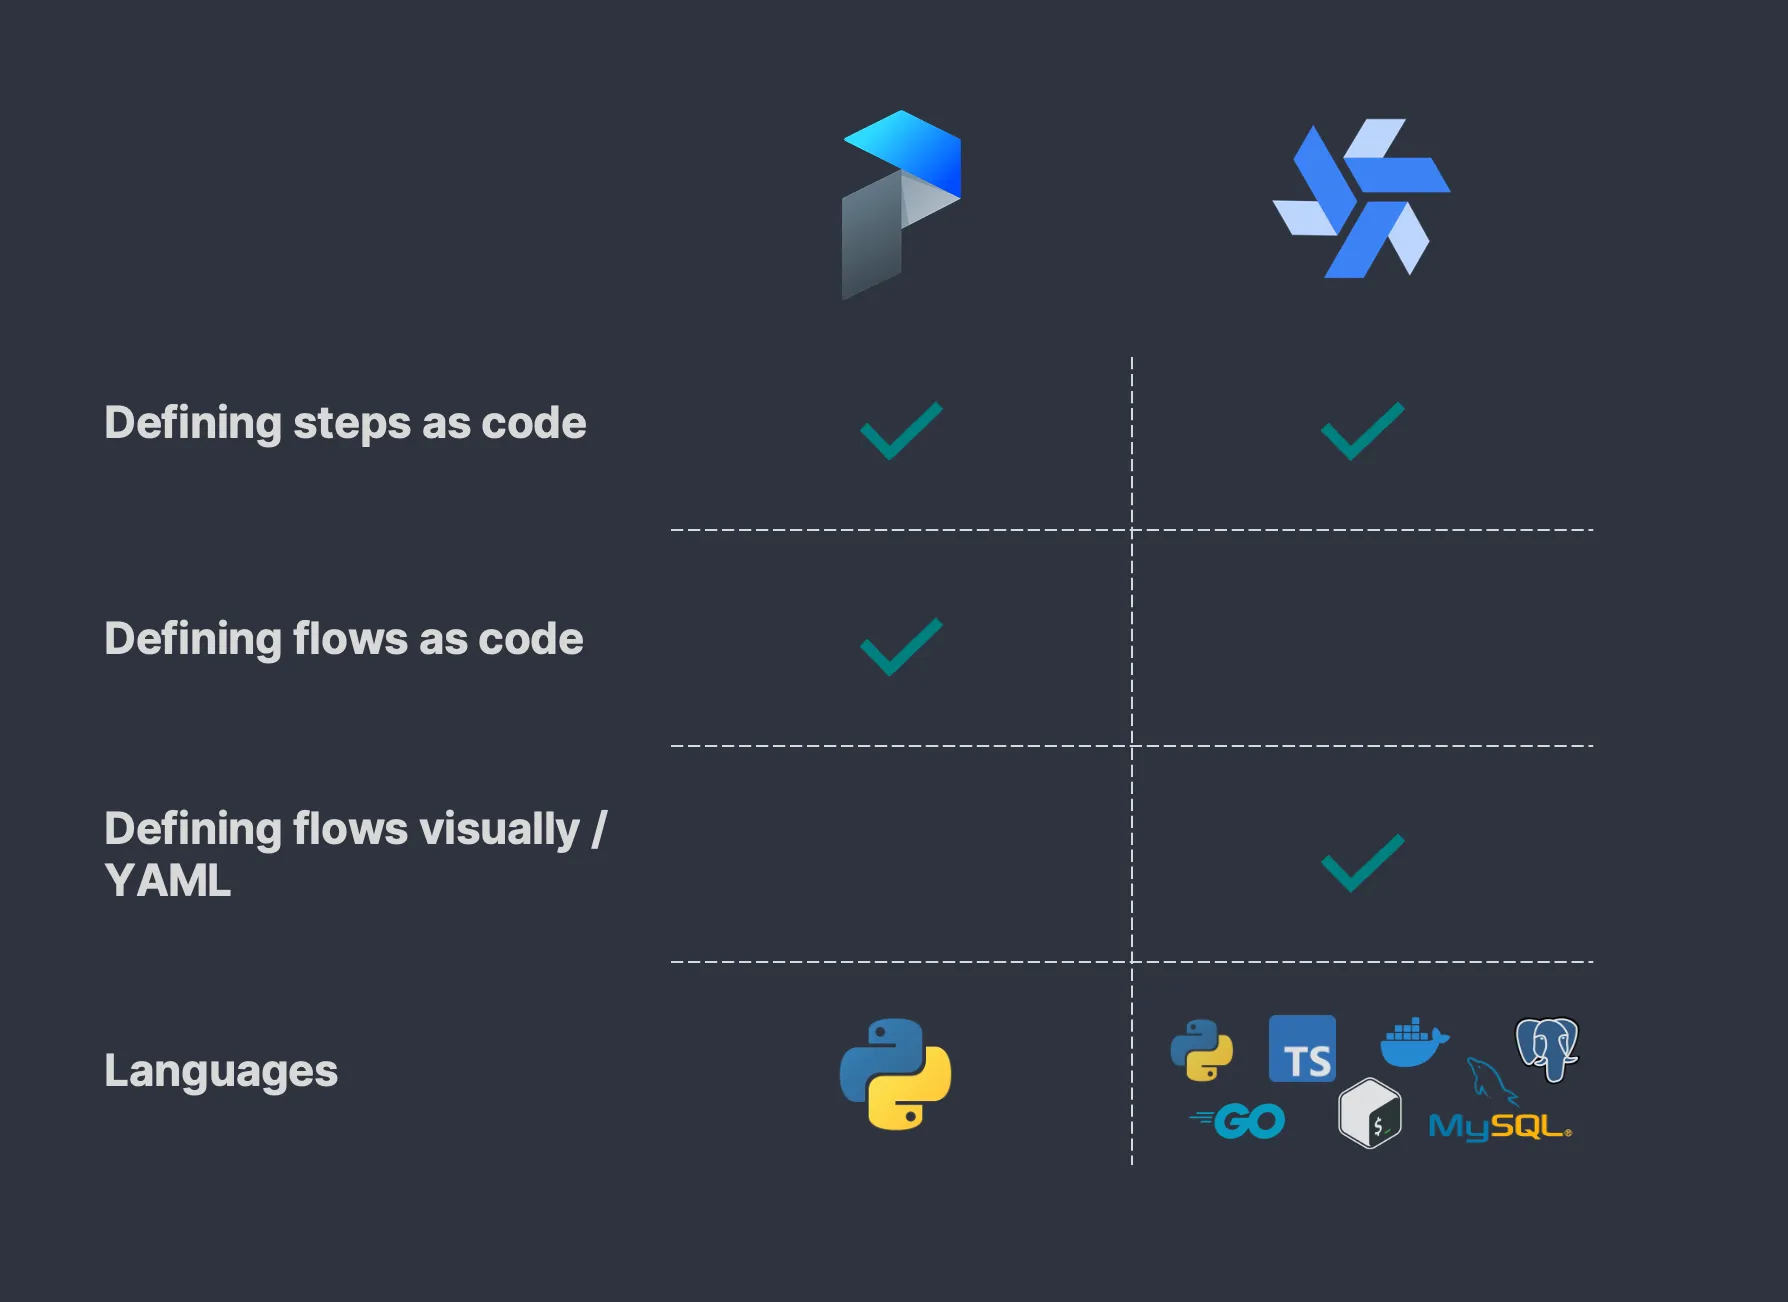 Defining steps as code
Defining flows as code
Defining flows visually /
YAML
Languages
TS
GO
$_
MySQL®